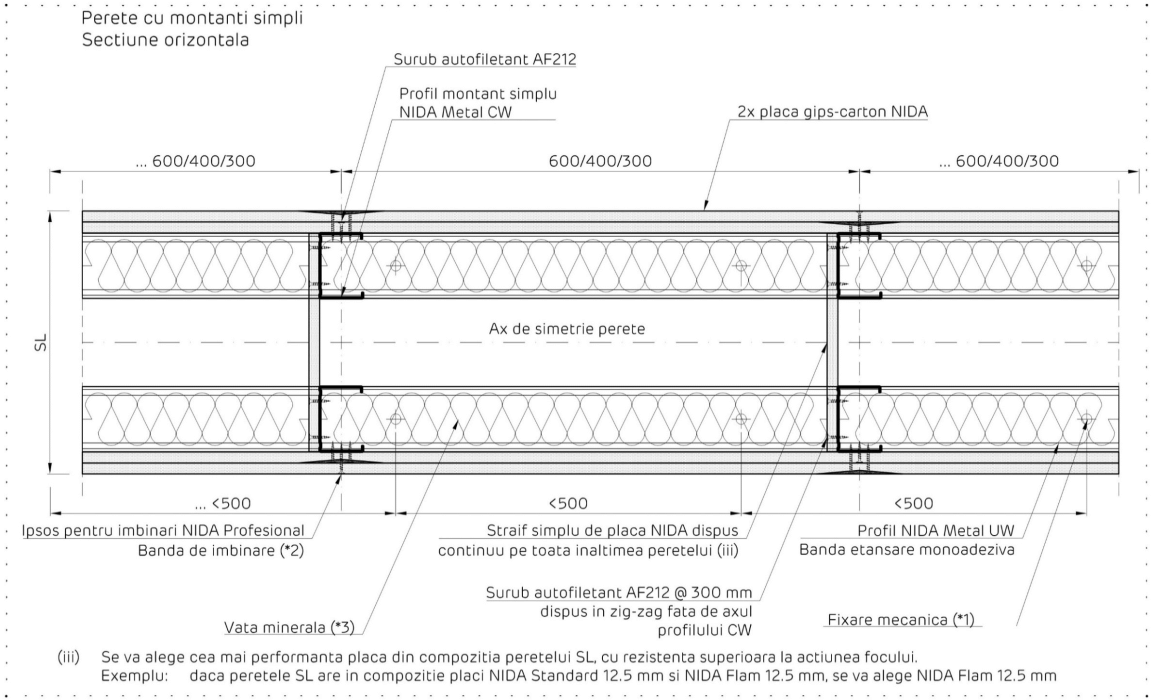 Perete cu montanti simpli
Sectiune orizontala
Surub autofiletant AF212
Profil montant simplu
NIDA Metal CW
2x placa gips-carton NIDA
... 600/400/300
600/400/300
... 600/400/300
SL
Ax de simetrie perete
... <500
<500
<500
Ipsos pentru imbinari NIDA Profesional
Banda de imbinare (*2)
Straif simplu de placa NIDA dispus
continuu pe toata inaltimea peretelui (iii)
Profil NIDA Metal UW
Banda etansare monoadeziva
Surub autofiletant AF212 @ 300 mm
dispus in zig-zag fata de axul
profilului CW
Vata minerala (*3)
Fixare mecanica (*1)
(iii) Se va alege cea mai performanta placa din compozitia peretelui SL, cu rezistenta superioara la actiunea focului.
Exemplu: daca peretele SL are in compozitie placi NIDA Standard 12.5 mm si NIDA Flam 12.5 mm, se va alege NIDA Flam 12.5 mm